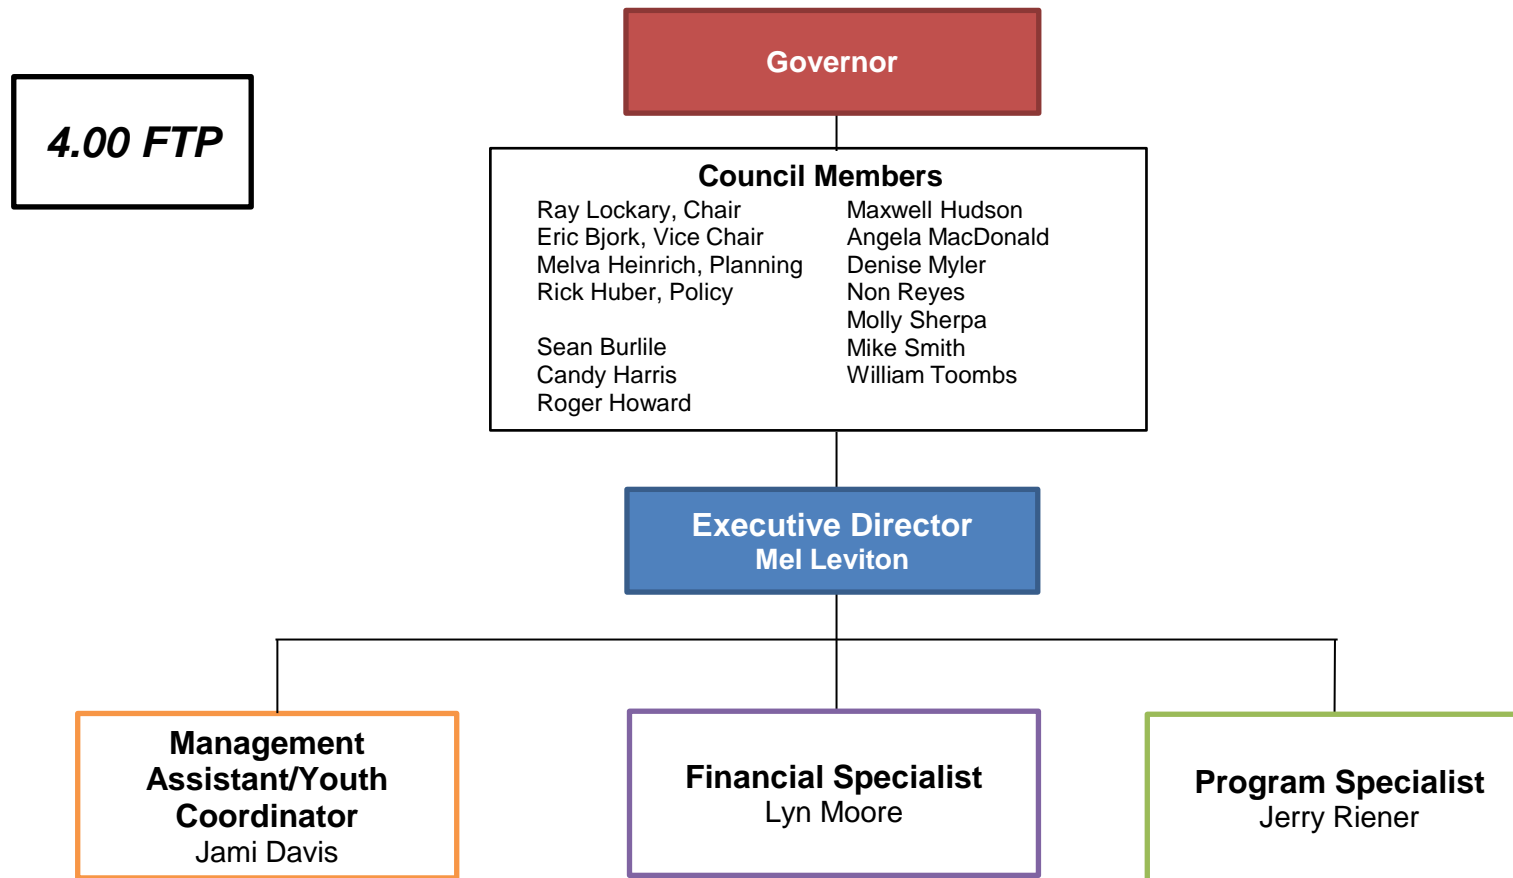 Governor
4.00 FTP
Council Members
Ray Lockary, Chair
Eric Bjork, Vice Chair
Melva Heinrich, Planning
Rick Huber, Policy
Sean Burlile
Candy Harris
Roger Howard
Maxwell Hudson
Angela MacDonald
Denise Myler
Non Reyes
Molly Sherpa
Mike Smith
William Toombs
Executive Director
Mel Leviton
Management
Assistant/Youth
Coordinator
Jami Davis
Financial Specialist
Lyn Moore
Program Specialist
Jerry Riener